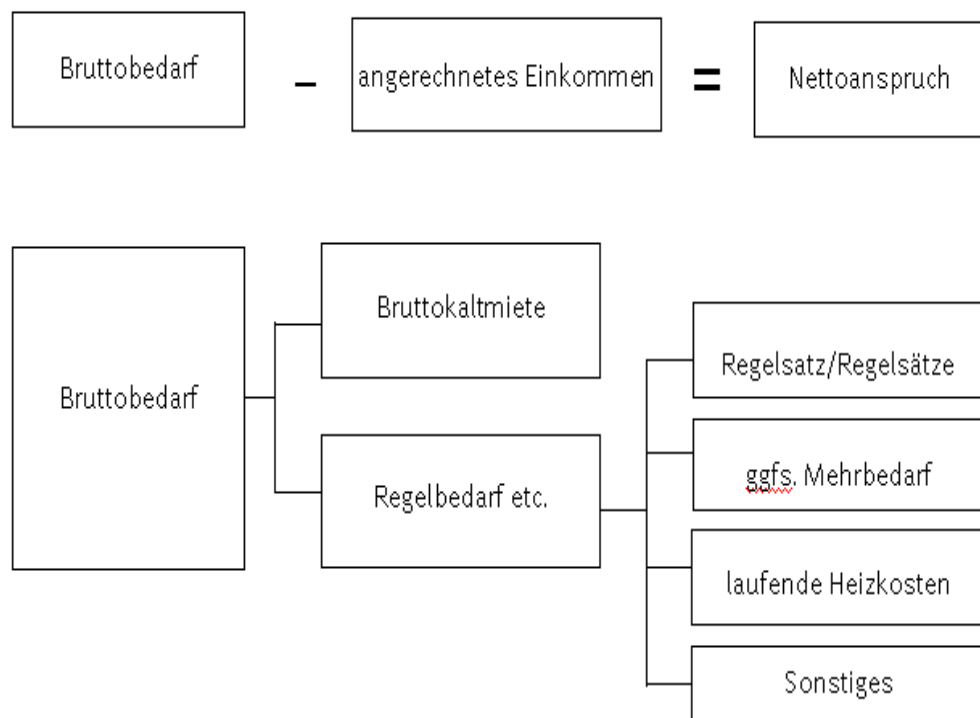 Bruttobedarf – angerechnetes Einkommen = Nettoanspruch
Bruttokaltmiete
Regelsatz/Regelsätze
Bruttobedarf
ggfs. Mehrbedarf
Regelbedarf etc.
laufende Heizkosten
Sonstiges